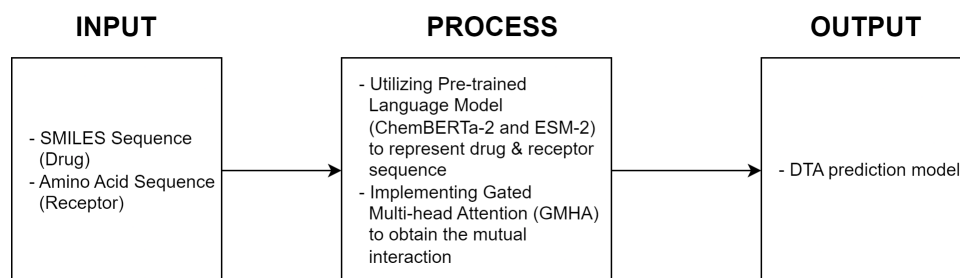 INPUT
- SMILES Sequence
(Drug)
- Amino Acid Sequence
(Receptor)
PROCESS
- Utilizing Pre-trained
Language Model
(ChemBERTa-2 and ESM-2)
to represent drug & receptor
sequence
- Implementing Gated
Multi-head Attention (GMHA)
to obtain the mutual
interaction
OUTPUT
- DTA prediction model